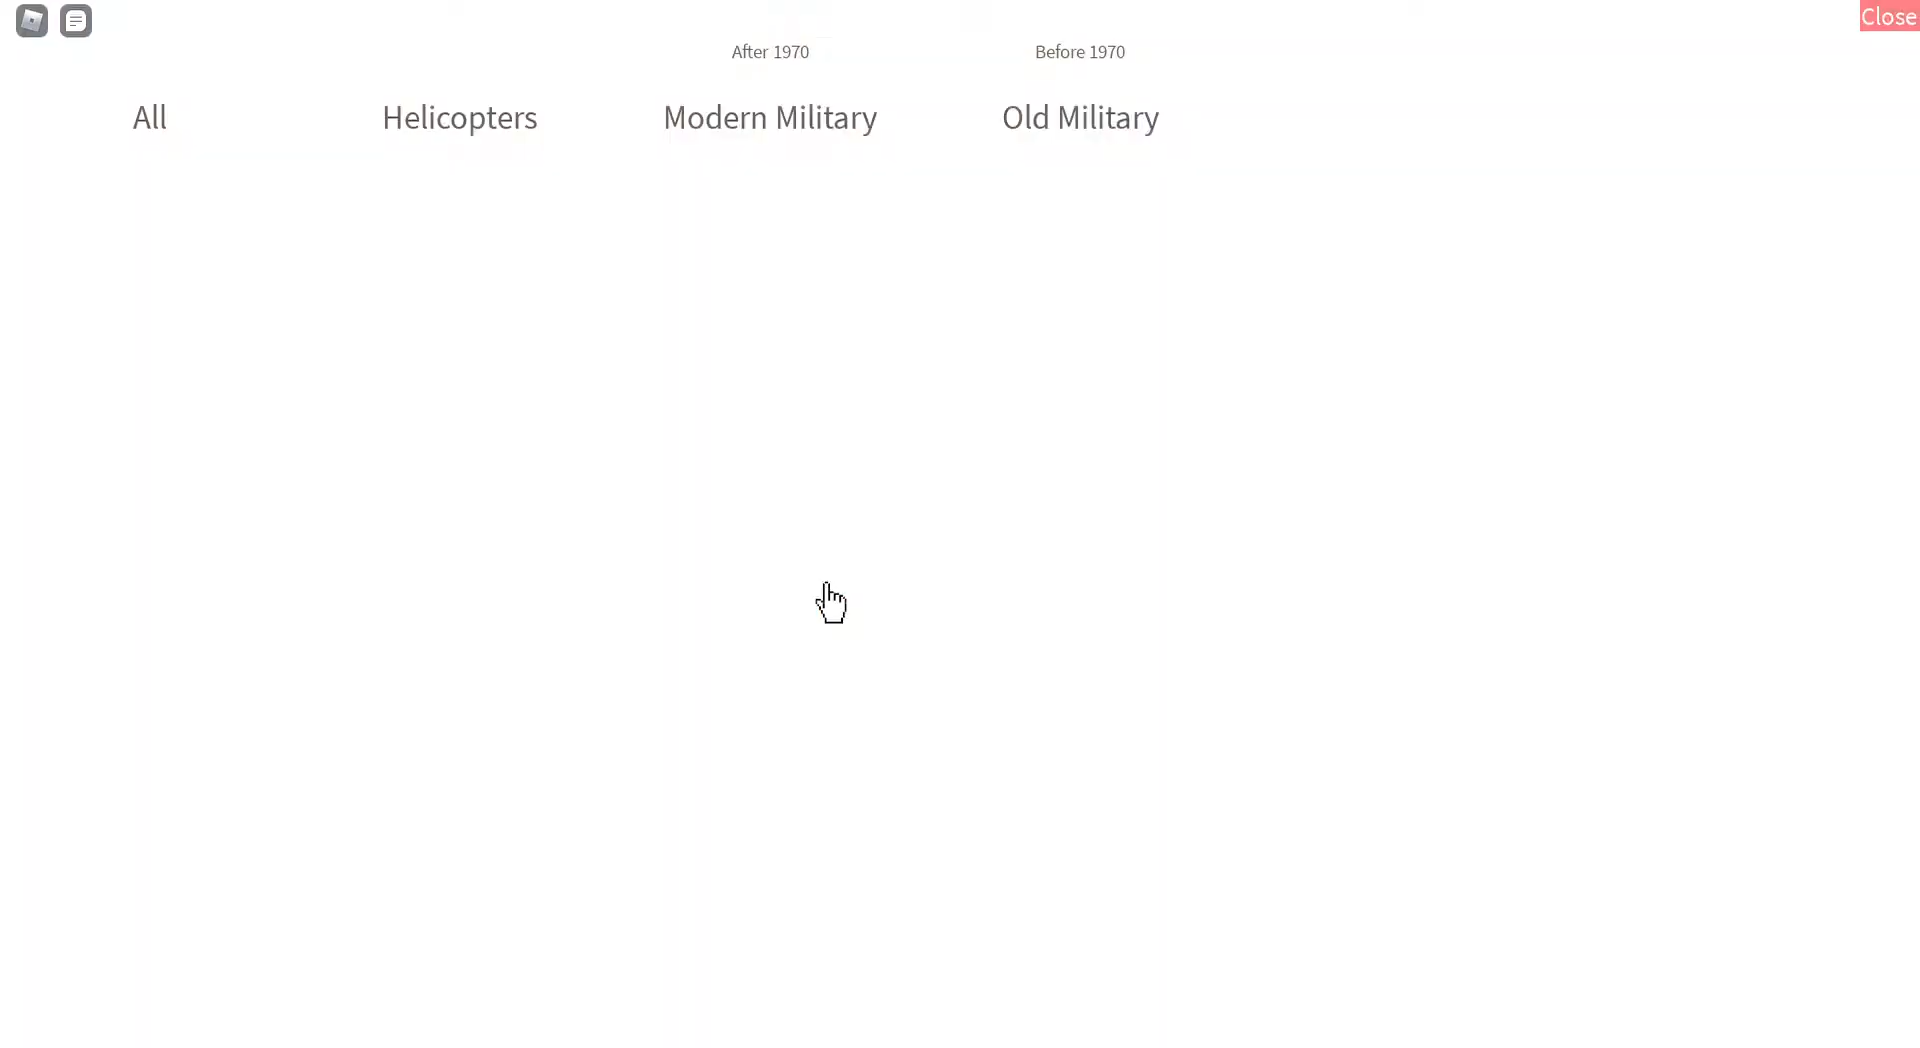 Close
After 1970
Before 1970
All
Helicopters
Modern Military
Old Military